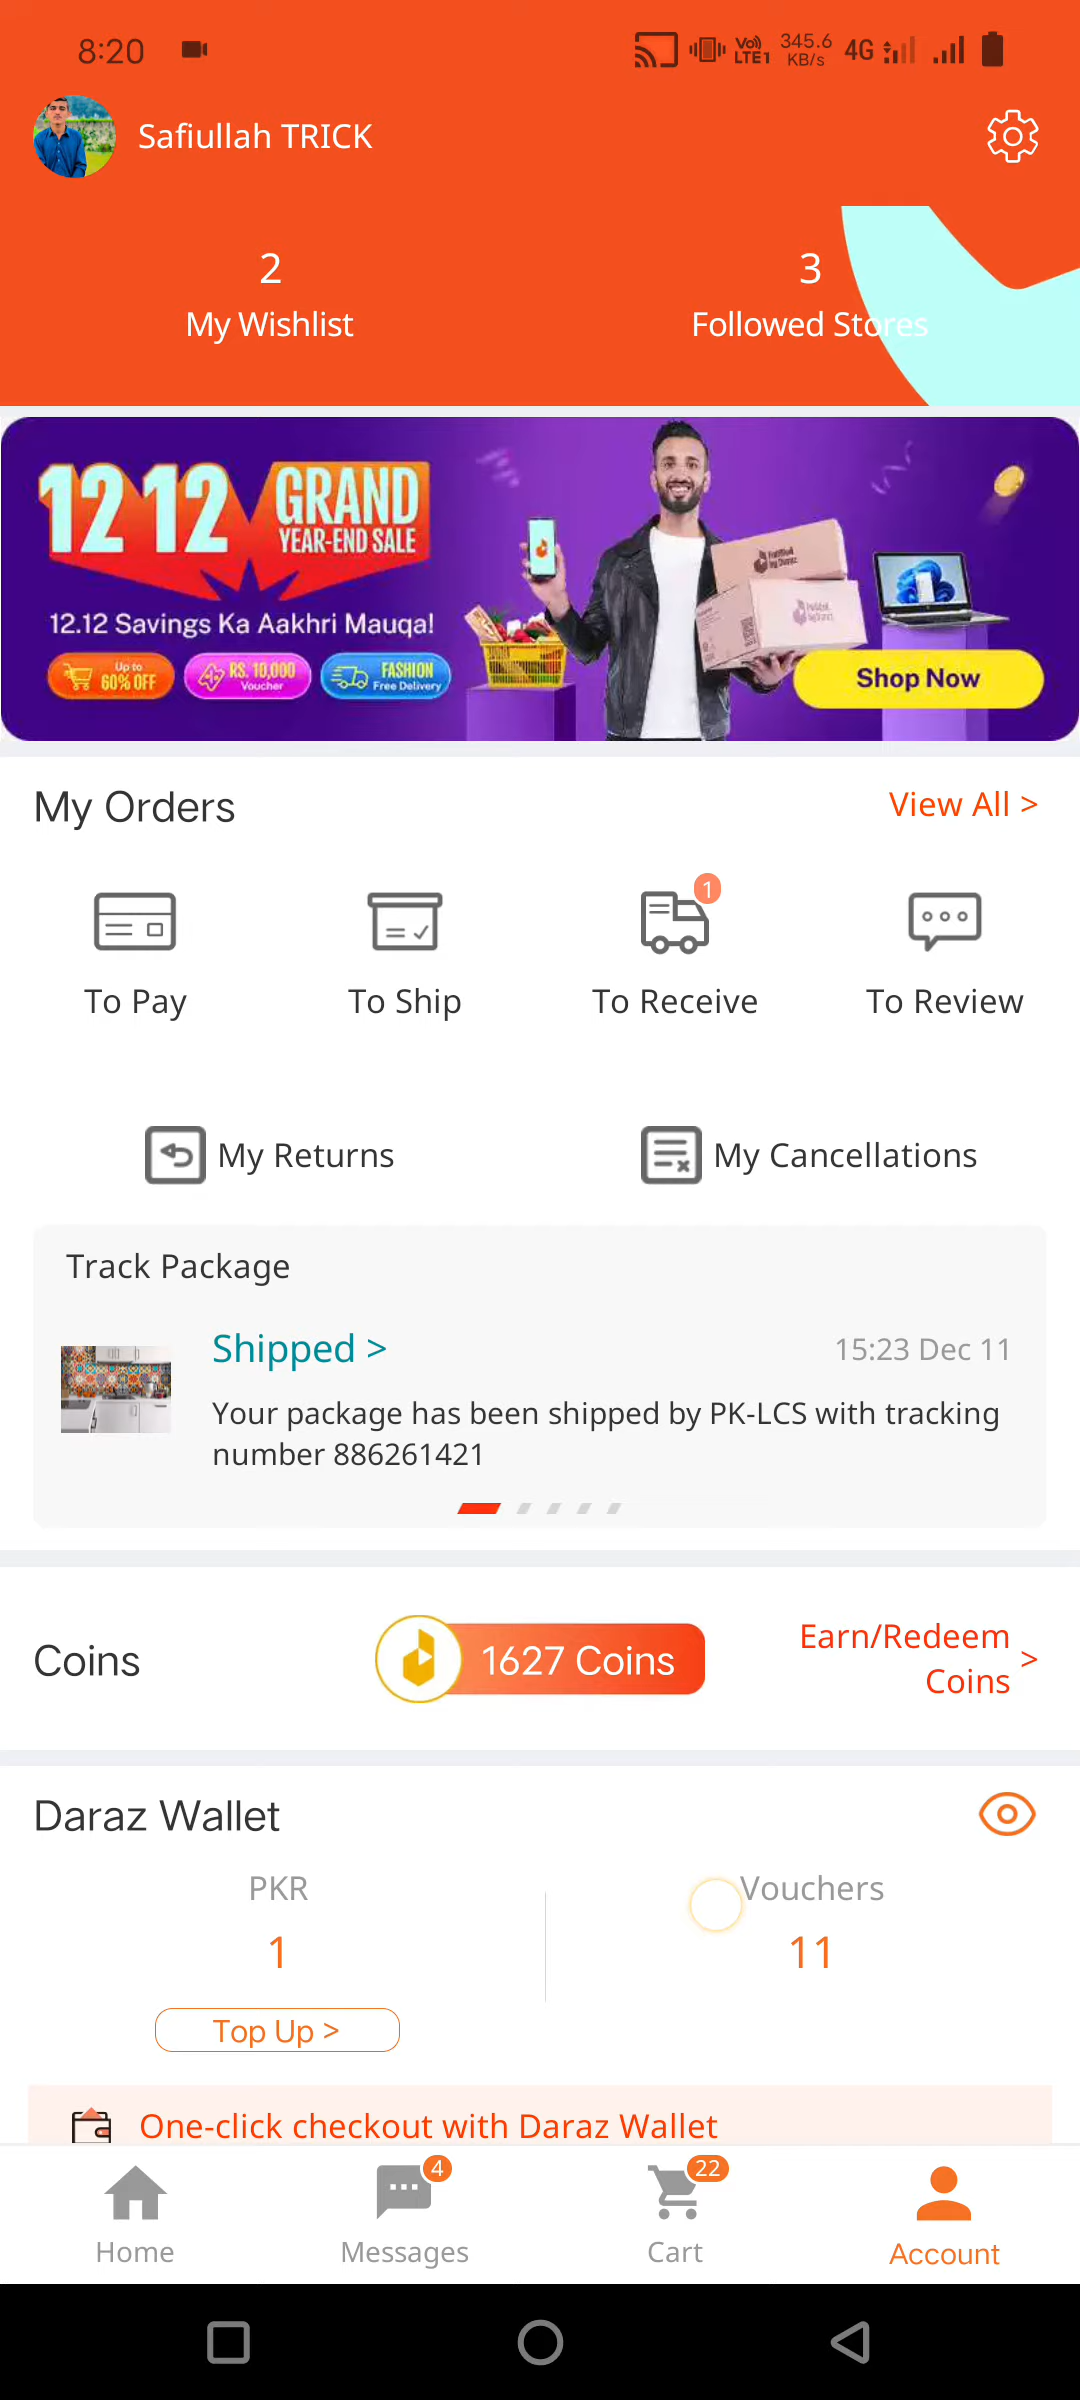 8:20
Vo)
LTE1
345.6
KB/s
4G
Safiullah TRICK
2
My Wishlist
3
Followed Stores
12 12 GRAND
YEAR-END SALE
12.12 Savings Ka Aakhri Mauqa!
Up to
60% OFF
RS. 10,000
Voucher
FASHION
Free Delivery
Fulfilled
by Daraz
Shop Now
My Orders
View All >
1
To Pay
To Ship
To Receive
To Review
My Returns
My Cancellations
Track Package
Shipped >
15:23 Dec 11
Your package has been shipped by PK-LCS with tracking
number 886261421
Coins
1627 Coins
Earn/Redeem
Coins >
Daraz Wallet
PKR
Vouchers
1
11
Top Up >
One-click checkout with Daraz Wallet
4
22
Home
Messages
Cart
Account